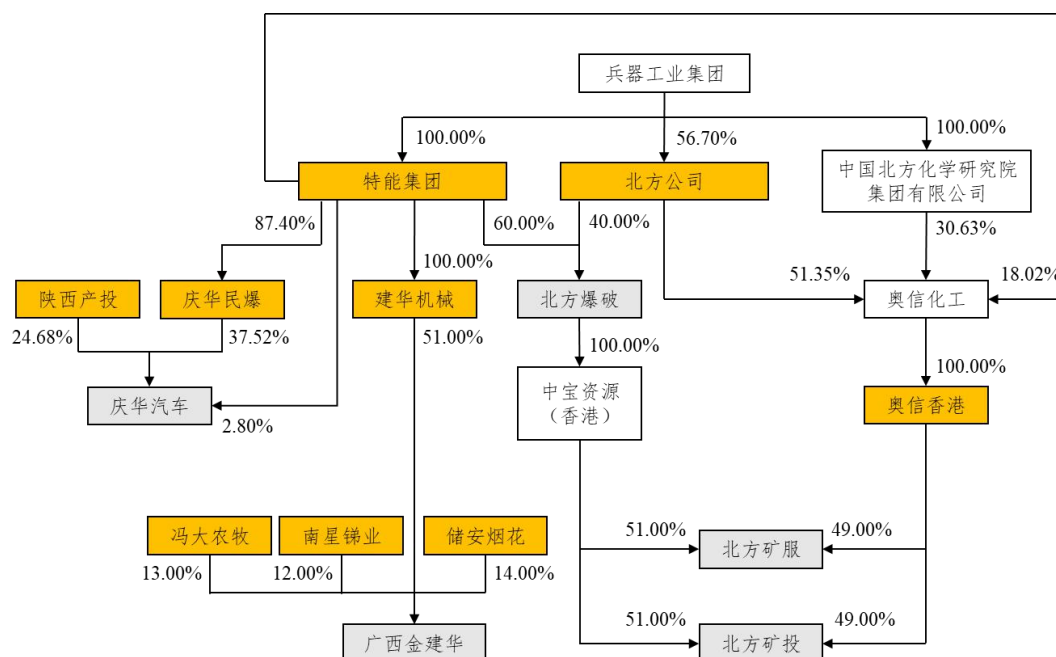 兵器工业集团
100.00%
56.70%
100.00%
特能集团
北方公司
中国北方化学研究院
集团有限公司
87.40%
60.00%
40.00%
30.63%
100.00%
51.35%
18.02%
陕西产投
庆华民爆
建华机械
北方爆破
奥信化工
24.68%
37.52%
51.00%
100.00%
100.00%
庆华汽车
中宝资源
（香港）
奥信香港
2.80%
冯大农牧
南星锑业
储安烟花
51.00%
北方矿服
49.00%
13.00%
12.00%
14.00%
51.00%
北方矿投
49.00%
广西金建华